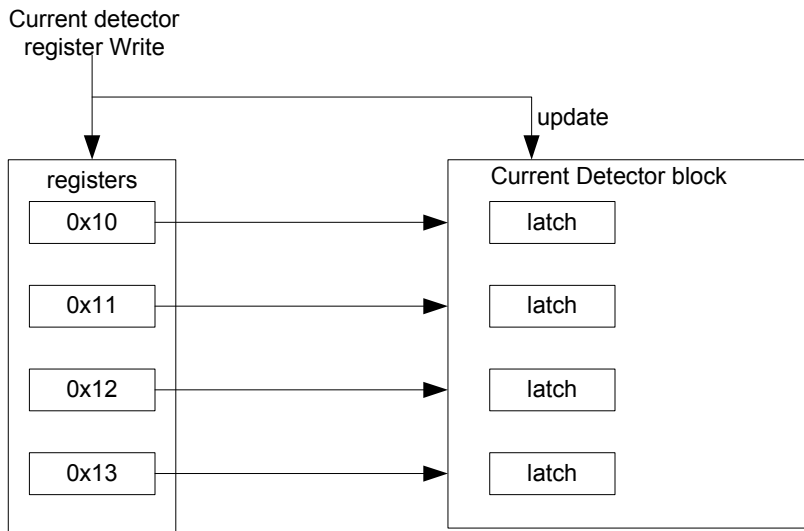 Current detector
register Write
update
registers
Current Detector block
0x10
latch
0x11
latch
0x12
latch
0x13
latch